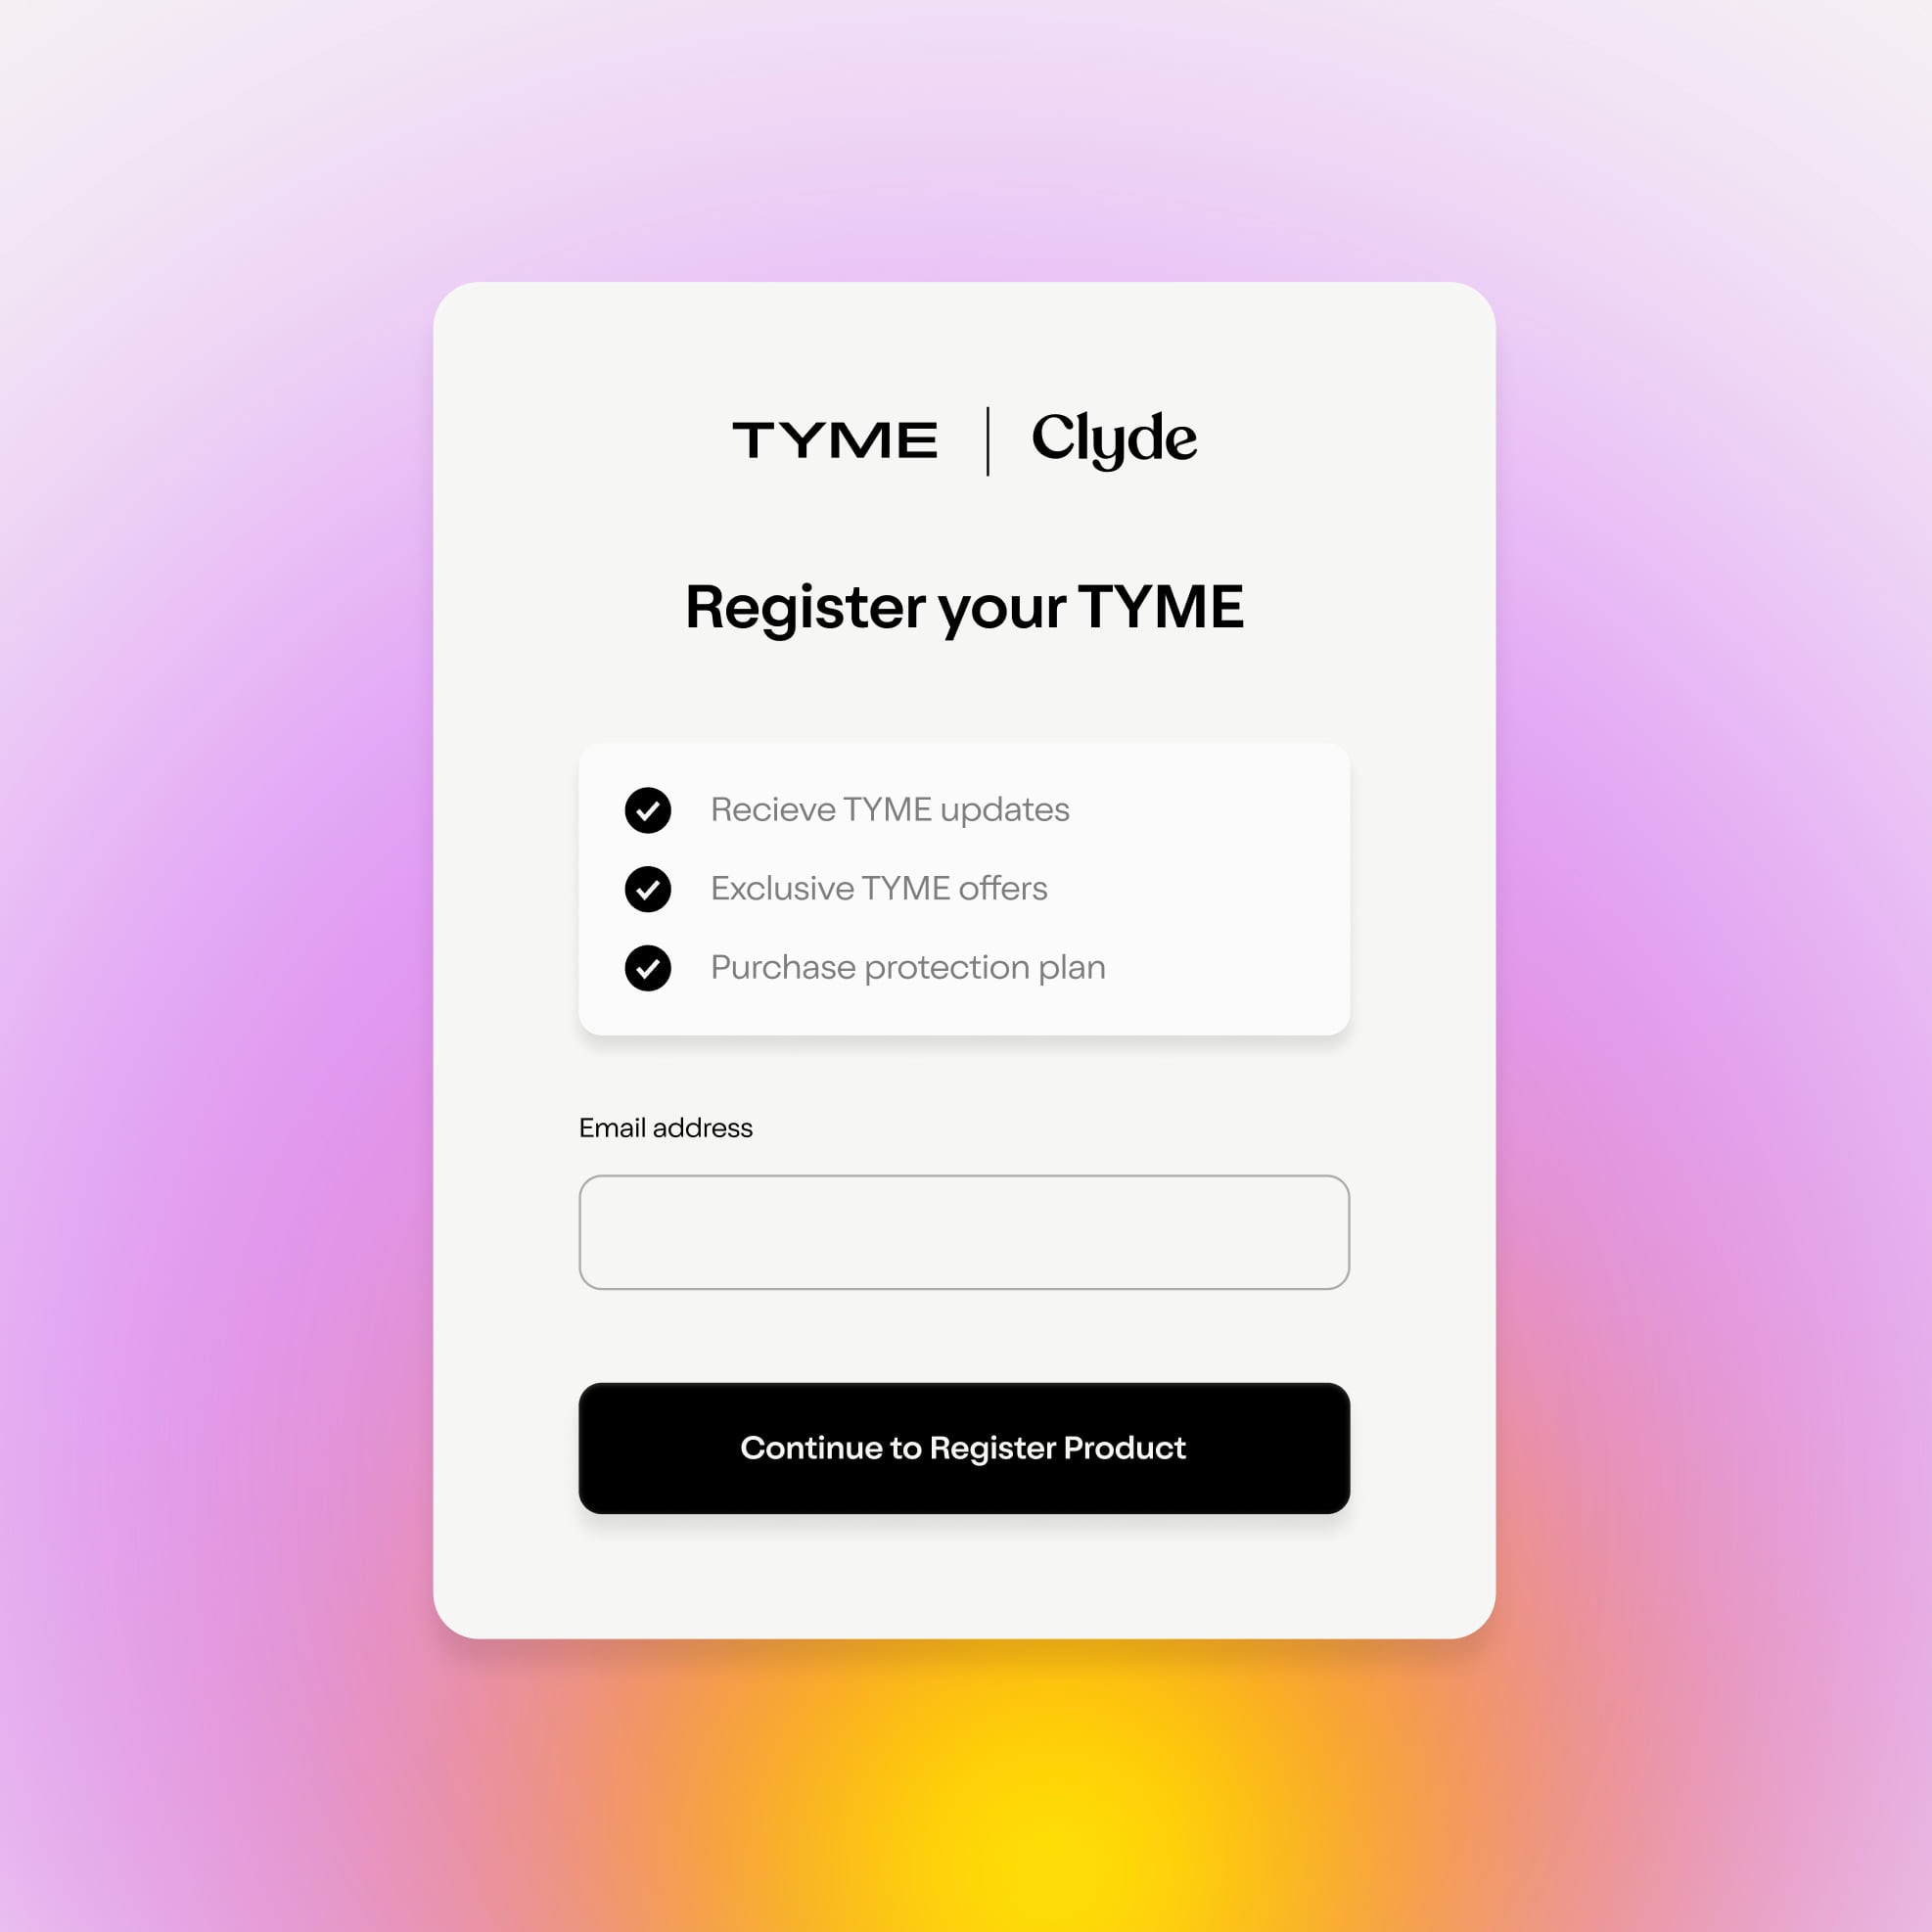 TYME | Clyde
Register your TYME
Recieve TYME updates
Exclusive TYME offers
Purchase protection plan
Email address
Continue to Register Product